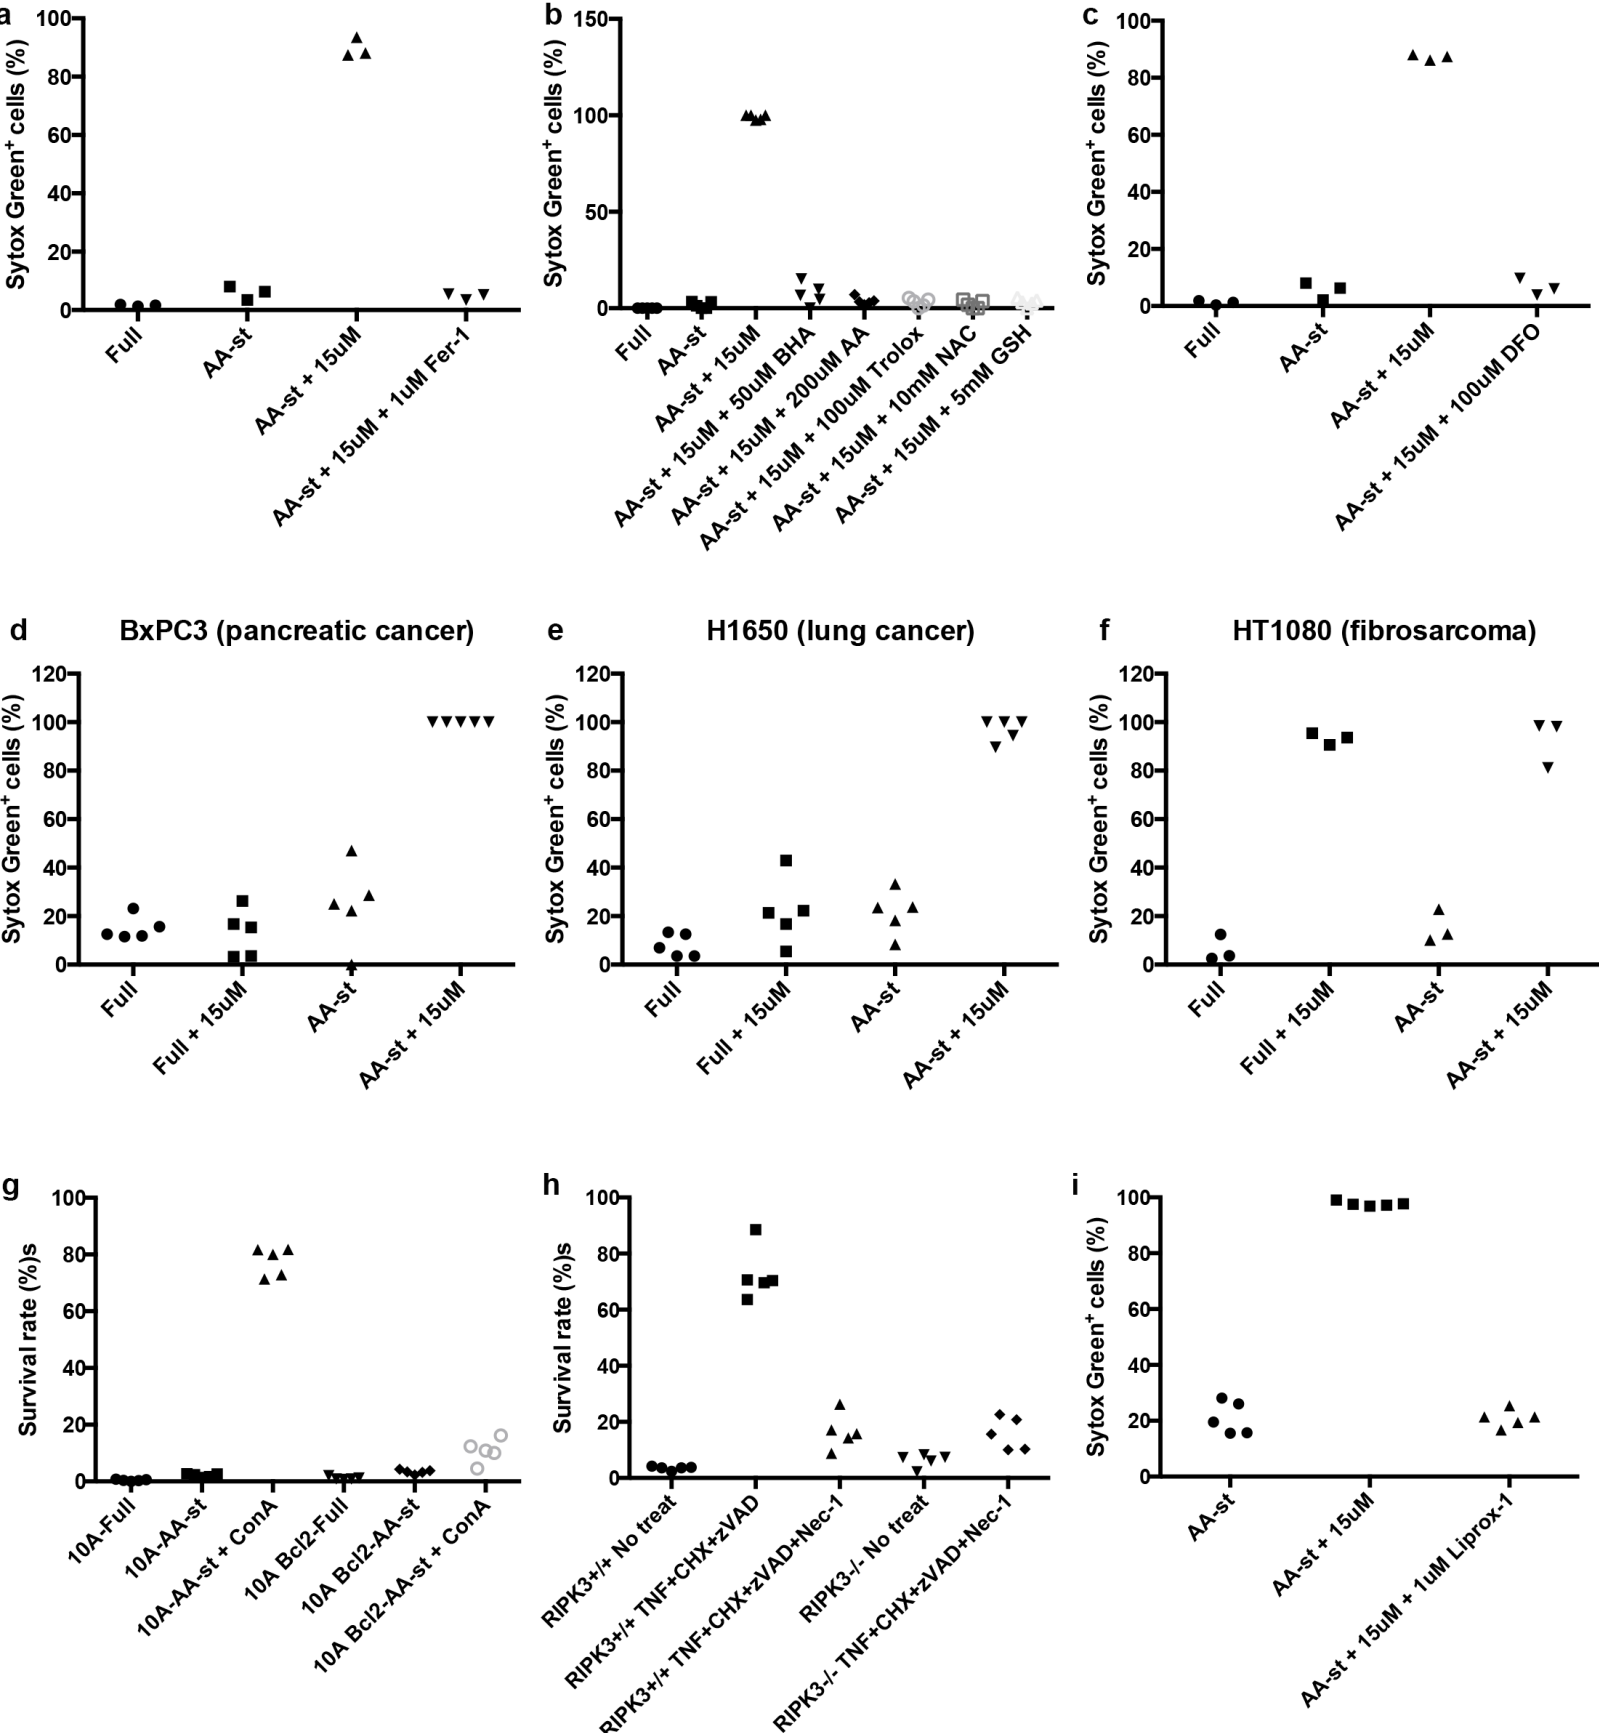 a
Sytox Green+ cells (%)
100
80
60
40
20
0
Full
AA-st
AA-st + 15uM
AA-st + 15uM + 1uM Fer-1
b
Sytox Green+ cells (%)
150
100
50
0
Full
AA-st
AA-st + 15uM
AA-st + 15uM + 50uM BHA
AA-st + 15uM + 200uM AA
AA-st + 15uM + 100uM Trolox
AA-st + 15uM + 10mM NAC
AA-st + 15uM + 5mM GSH
c
Sytox Green+ cells (%)
100
80
60
40
20
0
Full
AA-st
AA-st + 15uM
AA-st + 15uM + 100uM DFO
d
BxPC3 (pancreatic cancer)
Sytox Green+ cells (%)
120
100
80
60
40
20
0
Full
Full + 15uM
AA-st
AA-st + 15uM
e
H1650 (lung cancer)
Sytox Green+ cells (%)
120
100
80
60
40
20
0
Full
Full + 15uM
AA-st
AA-st + 15uM
f
HT1080 (fibrosarcoma)
Sytox Green+ cells (%)
120
100
80
60
40
20
0
Full
Full + 15uM
AA-st
AA-st + 15uM
g
Survival rate (%)s
100
80
60
40
20
0
10A-Full
10A-AA-st
10A-AA-st + ConA
10A Bcl2-Full
10A Bcl2-AA-st
10A Bcl2-AA-st + ConA
h
Survival rate (%)s
100
80
60
40
20
0
RIPK3+/+ No treat
RIPK3+/+ TNF+CHX+zVAD
RIPK3+/+ TNF+CHX+zVAD+Nec-1
RIPK3-/- No treat
RIPK3-/- TNF+CHX+zVAD+Nec-1
i
Sytox Green+ cells (%)
100
80
60
40
20
0
AA-st
AA-st + 15uM
AA-st + 15uM + 1uM Liprox-1